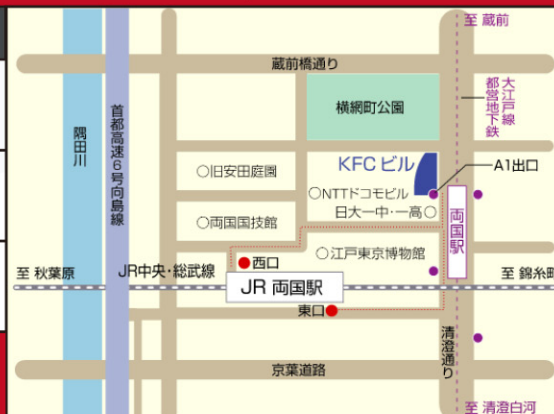 至 蔵前
蔵前橋通り
大江戸線
都営地下鉄
横網町公園
隅田川
首都高速6号向島線
KFC ビル
A1出口
○旧安田庭園
○NTTドコモビル
日大一中・一高○
両国駅
○両国国技館
○江戸東京博物館
西口
至 秋葉原
JR中央・総武線
至 錦糸町
JR 両国駅
東口
清澄通り
京葉道路
至 清澄白河